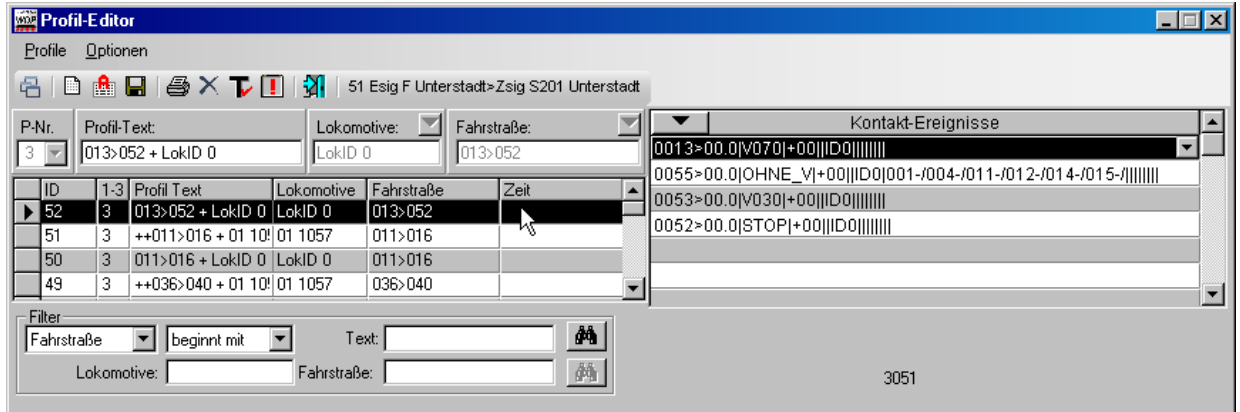 WDP Profil-Editor
Profile Optionen
51 Esig F Unterstadt>Zsig S201 Unterstadt
P-Nr. Profil-Text: Lokomotive: Fahrstraße:
3 013>052 + LokID 0 LokID 0 013>052
ID 1-3 Profil Text Lokomotive Fahrstraße Zeit
52 3 013>052 + LokID 0 LokID 0 013>052
51 3 ++011>016 + 01 10! 01 1057 011>016
50 3 011>016 + LokID 0 LokID 0 011>016
49 3 ++036>040 + 01 10! 01 1057 036>040
Kontakt-Ereignisse
0013>00.0|V070|+00|||ID0||||||||
0055>00.0|OHNE_V|+00|||ID0|001-/004-/011-/012-/014-/015-/||||||||
0053>00.0|V030|+00|||ID0||||||||
0052>00.0|STOP|+00|||ID0||||||||
Filter
Fahrstraße beginnt mit Text:
Lokomotive: Fahrstraße:
3051